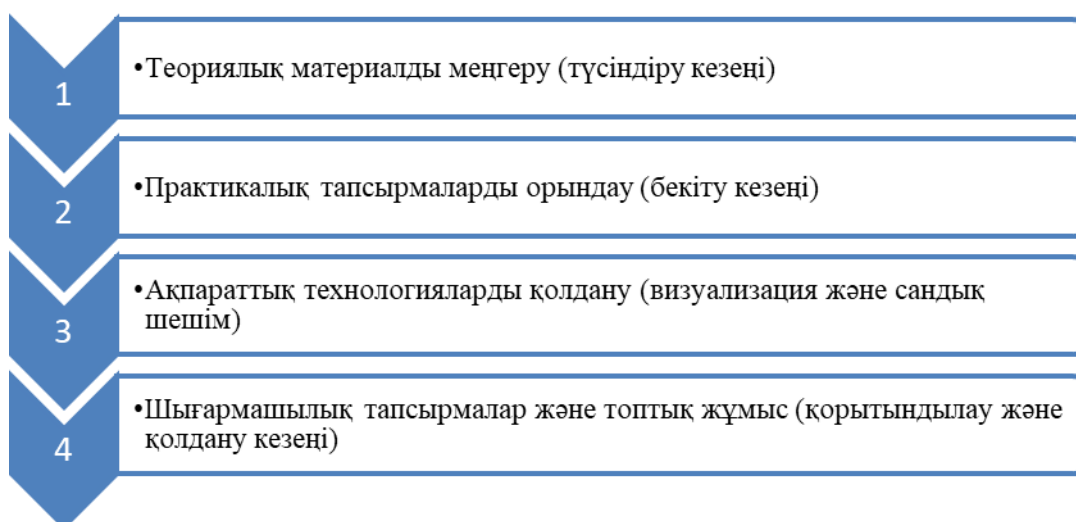 1
•Теориялық материалды меңгеру (түсіндіру кезеңі)
2
•Практикалық тапсырмаларды орындау (бекіту кезеңі)
3
•Ақпараттық технологияларды қолдану (визуализация және сандық
шешім)
4
•Шығармашылық тапсырмалар және топтық жұмыс (қорытындылау және
қолдану кезеңі)